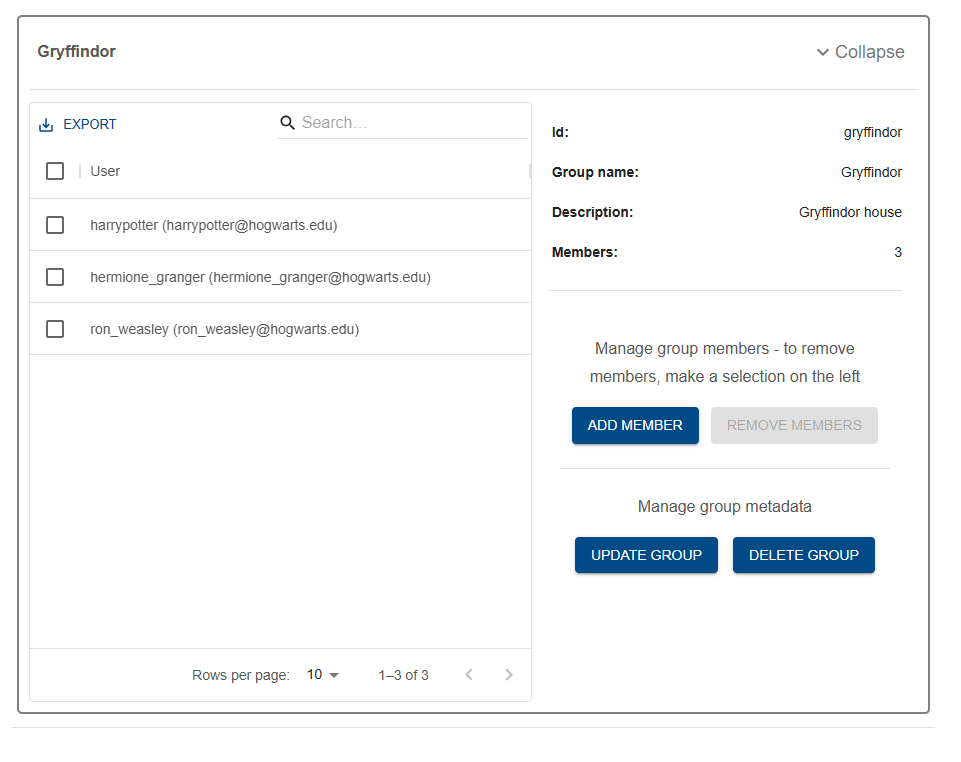 Gryffindor
Collapse
EXPORT
Search…
User
harrypotter (harrypotter@hogwarts.edu)
hermione_granger (hermione_granger@hogwarts.edu)
ron_weasley (ron_weasley@hogwarts.edu)
Rows per page: 10 1–3 of 3
Id: gryffindor
Group name: Gryffindor
Description: Gryffindor house
Members: 3
Manage group members - to remove
members, make a selection on the left
ADD MEMBER REMOVE MEMBERS
Manage group metadata
UPDATE GROUP DELETE GROUP